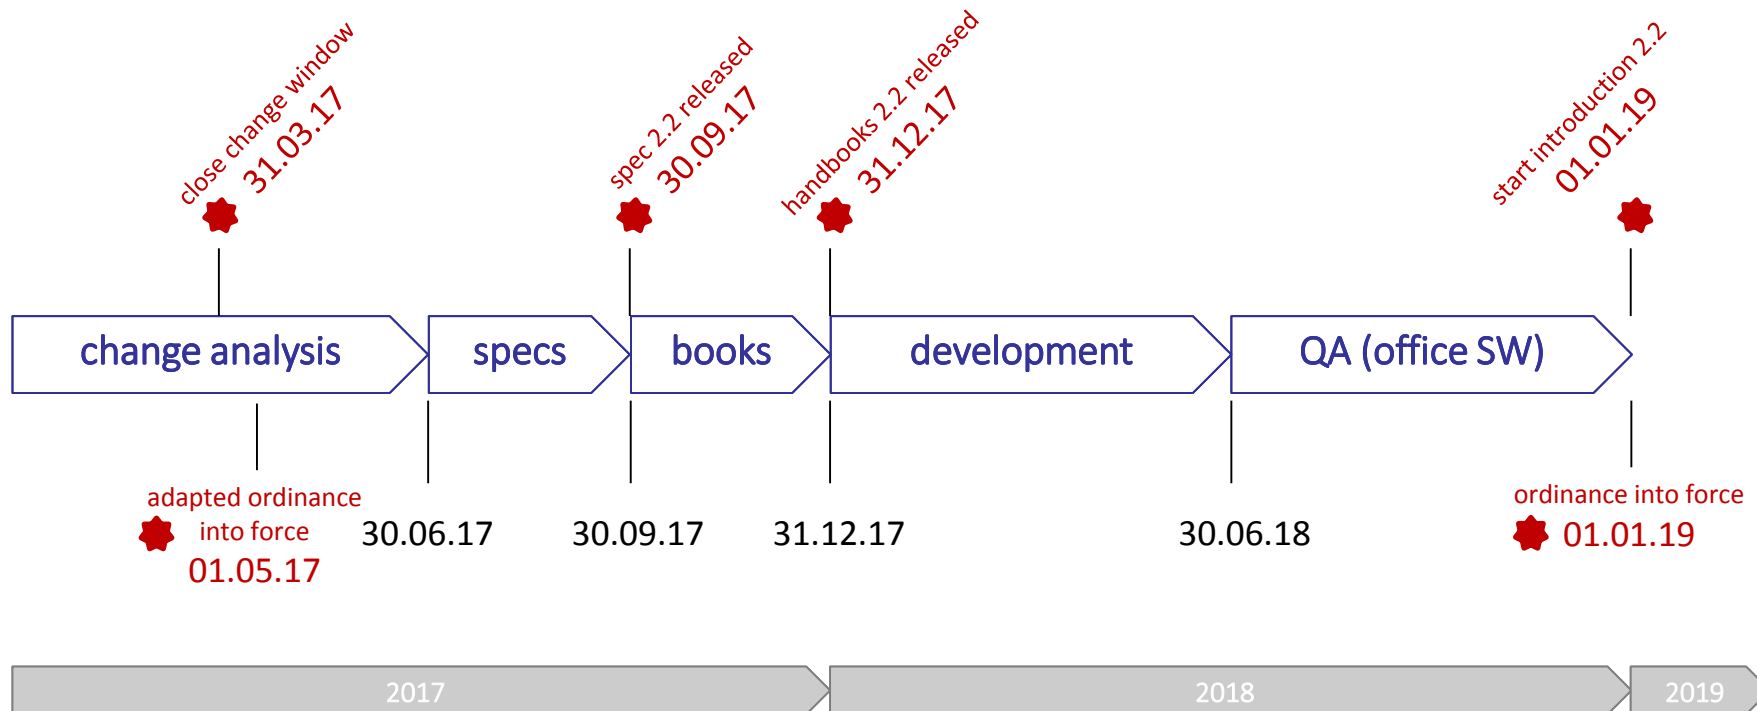 close change window
31.03.17
spec 2.2 released
30.09.17
handbooks 2.2 released
31.12.17
start introduction 2.2
01.01.19
change analysis
specs
books
development
QA (office SW)
adapted ordinance
into force
01.05.17
30.06.17
30.09.17
31.12.17
30.06.18
ordinance into force
01.01.19
2017
2018
2019